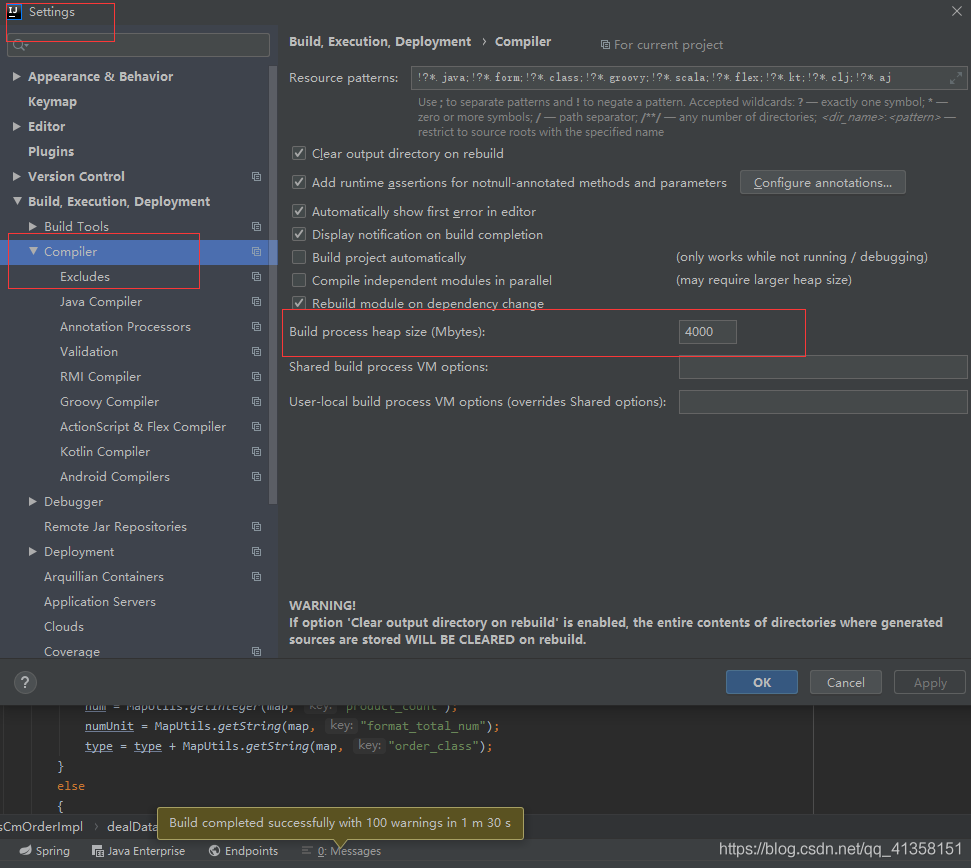 IJ
Settings
Build, Execution, Deployment › Compiler
For current project
Appearance & Behavior
Keymap
Editor
Plugins
Version Control
Build, Execution, Deployment
Build Tools
Compiler
Excludes
Java Compiler
Annotation Processors
Validation
RMI Compiler
Groovy Compiler
ActionScript & Flex Compiler
Kotlin Compiler
Android Compilers
Debugger
Remote Jar Repositories
Deployment
Arquillian Containers
Application Servers
Clouds
Coverage
Resource patterns: !?*.java;!?*.form;!?*.class;!?*.groovy;!?*.scala;!?*.flex;!?*.kt;!?*.clj;!?*.aj
Use ; to separate patterns and ! to negate a pattern. Accepted wildcards: ? — exactly one symbol; * —
zero or more symbols; / — path separator; /**/ — any number of directories; <dir_name>:<pattern> —
restrict to source roots with the specified name
Clear output directory on rebuild
Add runtime assertions for notnull-annotated methods and parameters Configure annotations...
Automatically show first error in editor
Display notification on build completion
Build project automatically (only works while not running / debugging)
Compile independent modules in parallel (may require larger heap size)
Rebuild module on dependency change
Build process heap size (Mbytes): 4000
Shared build process VM options:
User-local build process VM options (overrides Shared options):
WARNING!
If option 'Clear output directory on rebuild' is enabled, the entire contents of directories where generated
sources are stored WILL BE CLEARED on rebuild.
? OK Cancel Apply
num = MapUtils.getInteger(map, key: "product_count");
numUnit = MapUtils.getString(map, key: "format_total_num");
type = type + MapUtils.getString(map, key: "order_class");
}
else
{
sCmOrderImpl › dealData
Build completed successfully with 100 warnings in 1 m 30 s
Spring Java Enterprise Endpoints 0: Messages
https://blog.csdn.net/qq_41358151